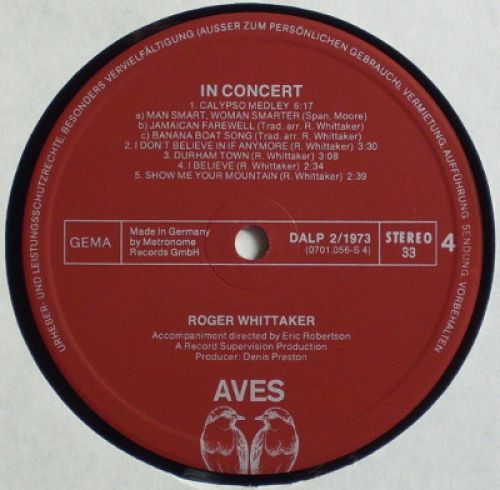 URHEBER- UND LEISTUNGSSCHUTZRECHTE, BESONDERS VERVIELFÄLTIGUNG (AUSSER ZUM PERSÖNLICHEN GEBRAUCH), VERMIETUNG, AUFFÜHRUNG, SENDUNG, VORBEHALTEN
IN CONCERT
1. CALYPSO MEDLEY 6:17
a) MAN SMART, WOMAN SMARTER (Span, Moore)
b) JAMAICAN FAREWELL (Trad. arr. R. Whittaker)
c) BANANA BOAT SONG (Trad. arr. R. Whittaker)
2. I DON'T BELIEVE IN IF ANYMORE (R. Whittaker) 3:30
3. DURHAM TOWN (R. Whittaker) 3:08
4. I BELIEVE (R. Whittaker) 2:34
5. SHOW ME YOUR MOUNTAIN (R. Whittaker) 2:39
GEMA
Made in Germany
by Metronome
Records GmbH
DALP 2/1973
(0701.056-S 4)
STEREO
33
4
ROGER WHITTAKER
Accompaniment directed by Eric Robertson
A Record Supervision Production
Producer: Denis Preston
AVES